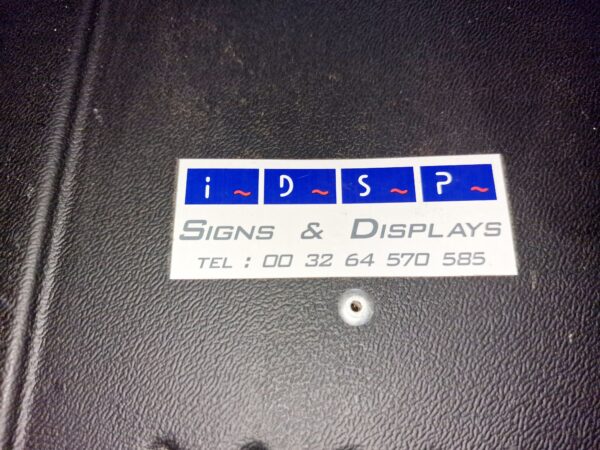 i~ D~ S~ P~
SIGNS & DISPLAYS
TEL : 00 32 64 570 585